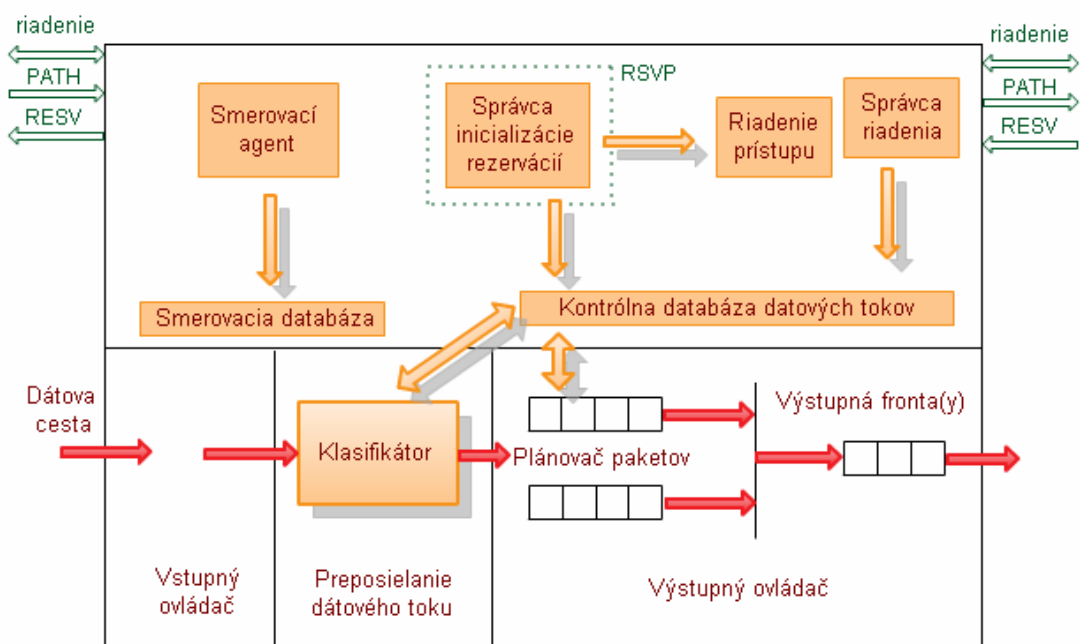 riadenie
PATH
RESV
riadenie
PATH
RESV
RSVP
Smerovací
agent
Správca
inicializácie
rezervácií
Riadenie
prístupu
Správca
riadenia
Smerovacia databáza
Kontrólna databáza datových tokov
Dátova
cesta
Klasifikátor
Plánovač paketov
Výstupná fronta(y)
Vstupný
ovládač
Preposielanie
dátového toku
Výstupný ovládač